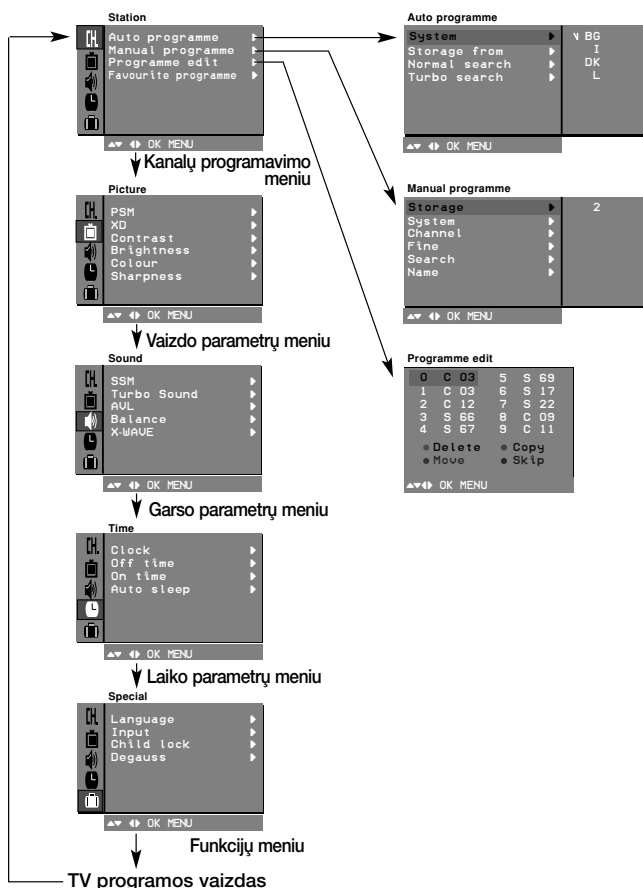 Station
CH.
Auto programme
Manual programme
Programme edit
Favourite programme
OK MENU
Kanalų programavimo
meniu
Picture
CH.
PSM
XD
Contrast
Brightness
Colour
Sharpness
OK MENU
Vaizdo parametrų meniu
Sound
CH.
SSM
Turbo Sound
AVL
Balance
X-WAVE
OK MENU
Garso parametrų meniu
Time
CH.
Clock
Off time
On time
Auto sleep
OK MENU
Laiko parametrų meniu
Special
CH.
Language
Input
Child lock
Degauss
OK MENU
Funkcijų meniu
TV programos vaizdas
Auto programme
System BG
Storage from I
Normal search DK
Turbo search L
OK MENU
Manual programme
Storage 2
System
Channel
Fine
Search
Name
OK MENU
Programme edit
0 C 03 5 S 69
1 C 03 6 S 17
2 C 12 7 S 22
3 S 66 8 C 09
4 S 67 9 C 11
Delete Copy
Move Skip
OK MENU